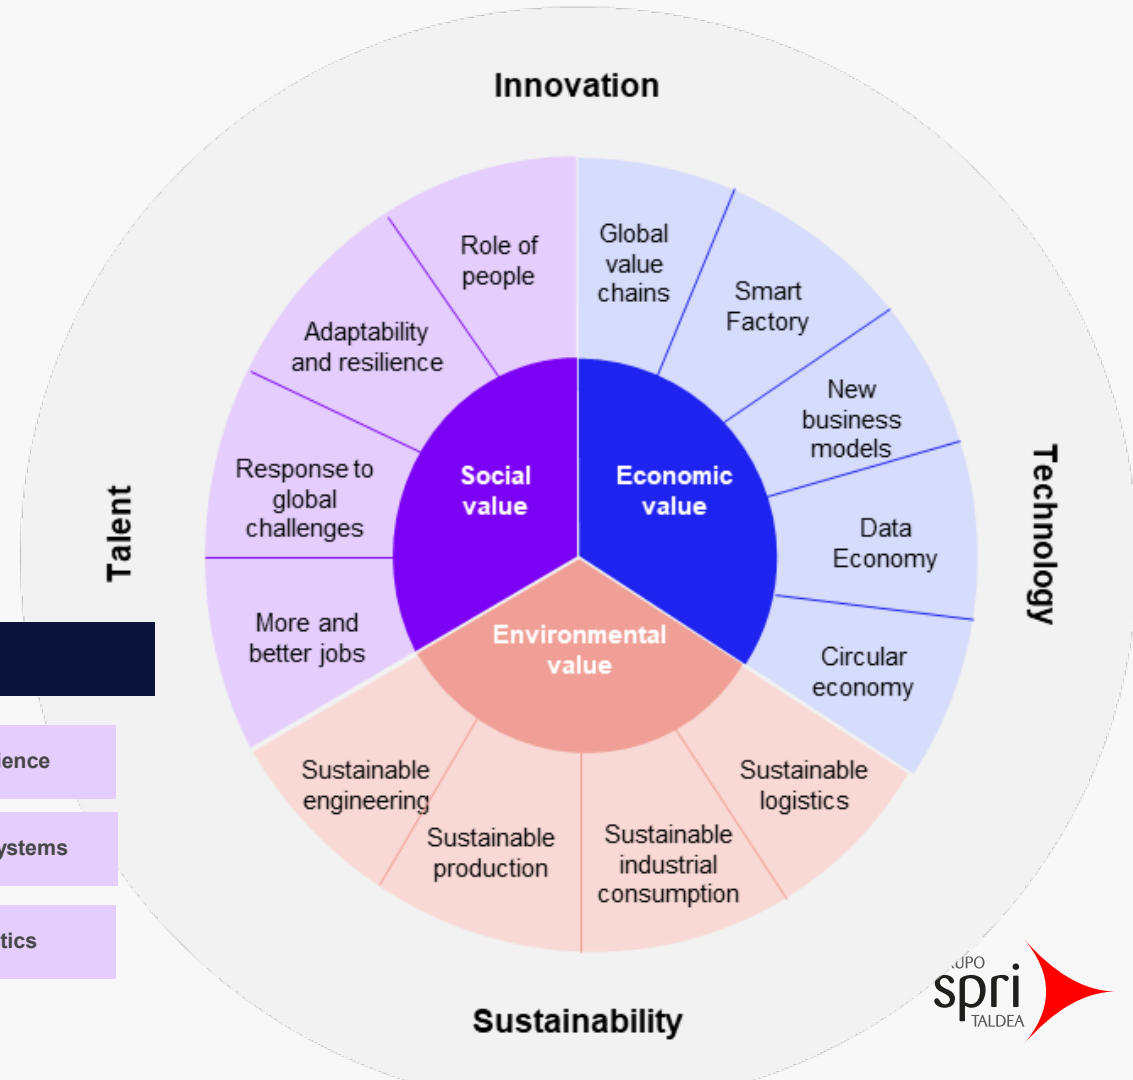 Innovation
Role of
people
Global
value
chains
Smart
Factory
Adaptability
and resilience
New
business
models
Response to
global
challenges
Social
value
Economic
value
Talent
Technology
Data
Economy
More and
better jobs
Environmental
value
Circular
economy
Sustainable
engineering
Sustainable
production
Sustainable
industrial
consumption
Sustainable
logistics
ience
ystems
tics
Sustainability
UPO
spri
TALDEA